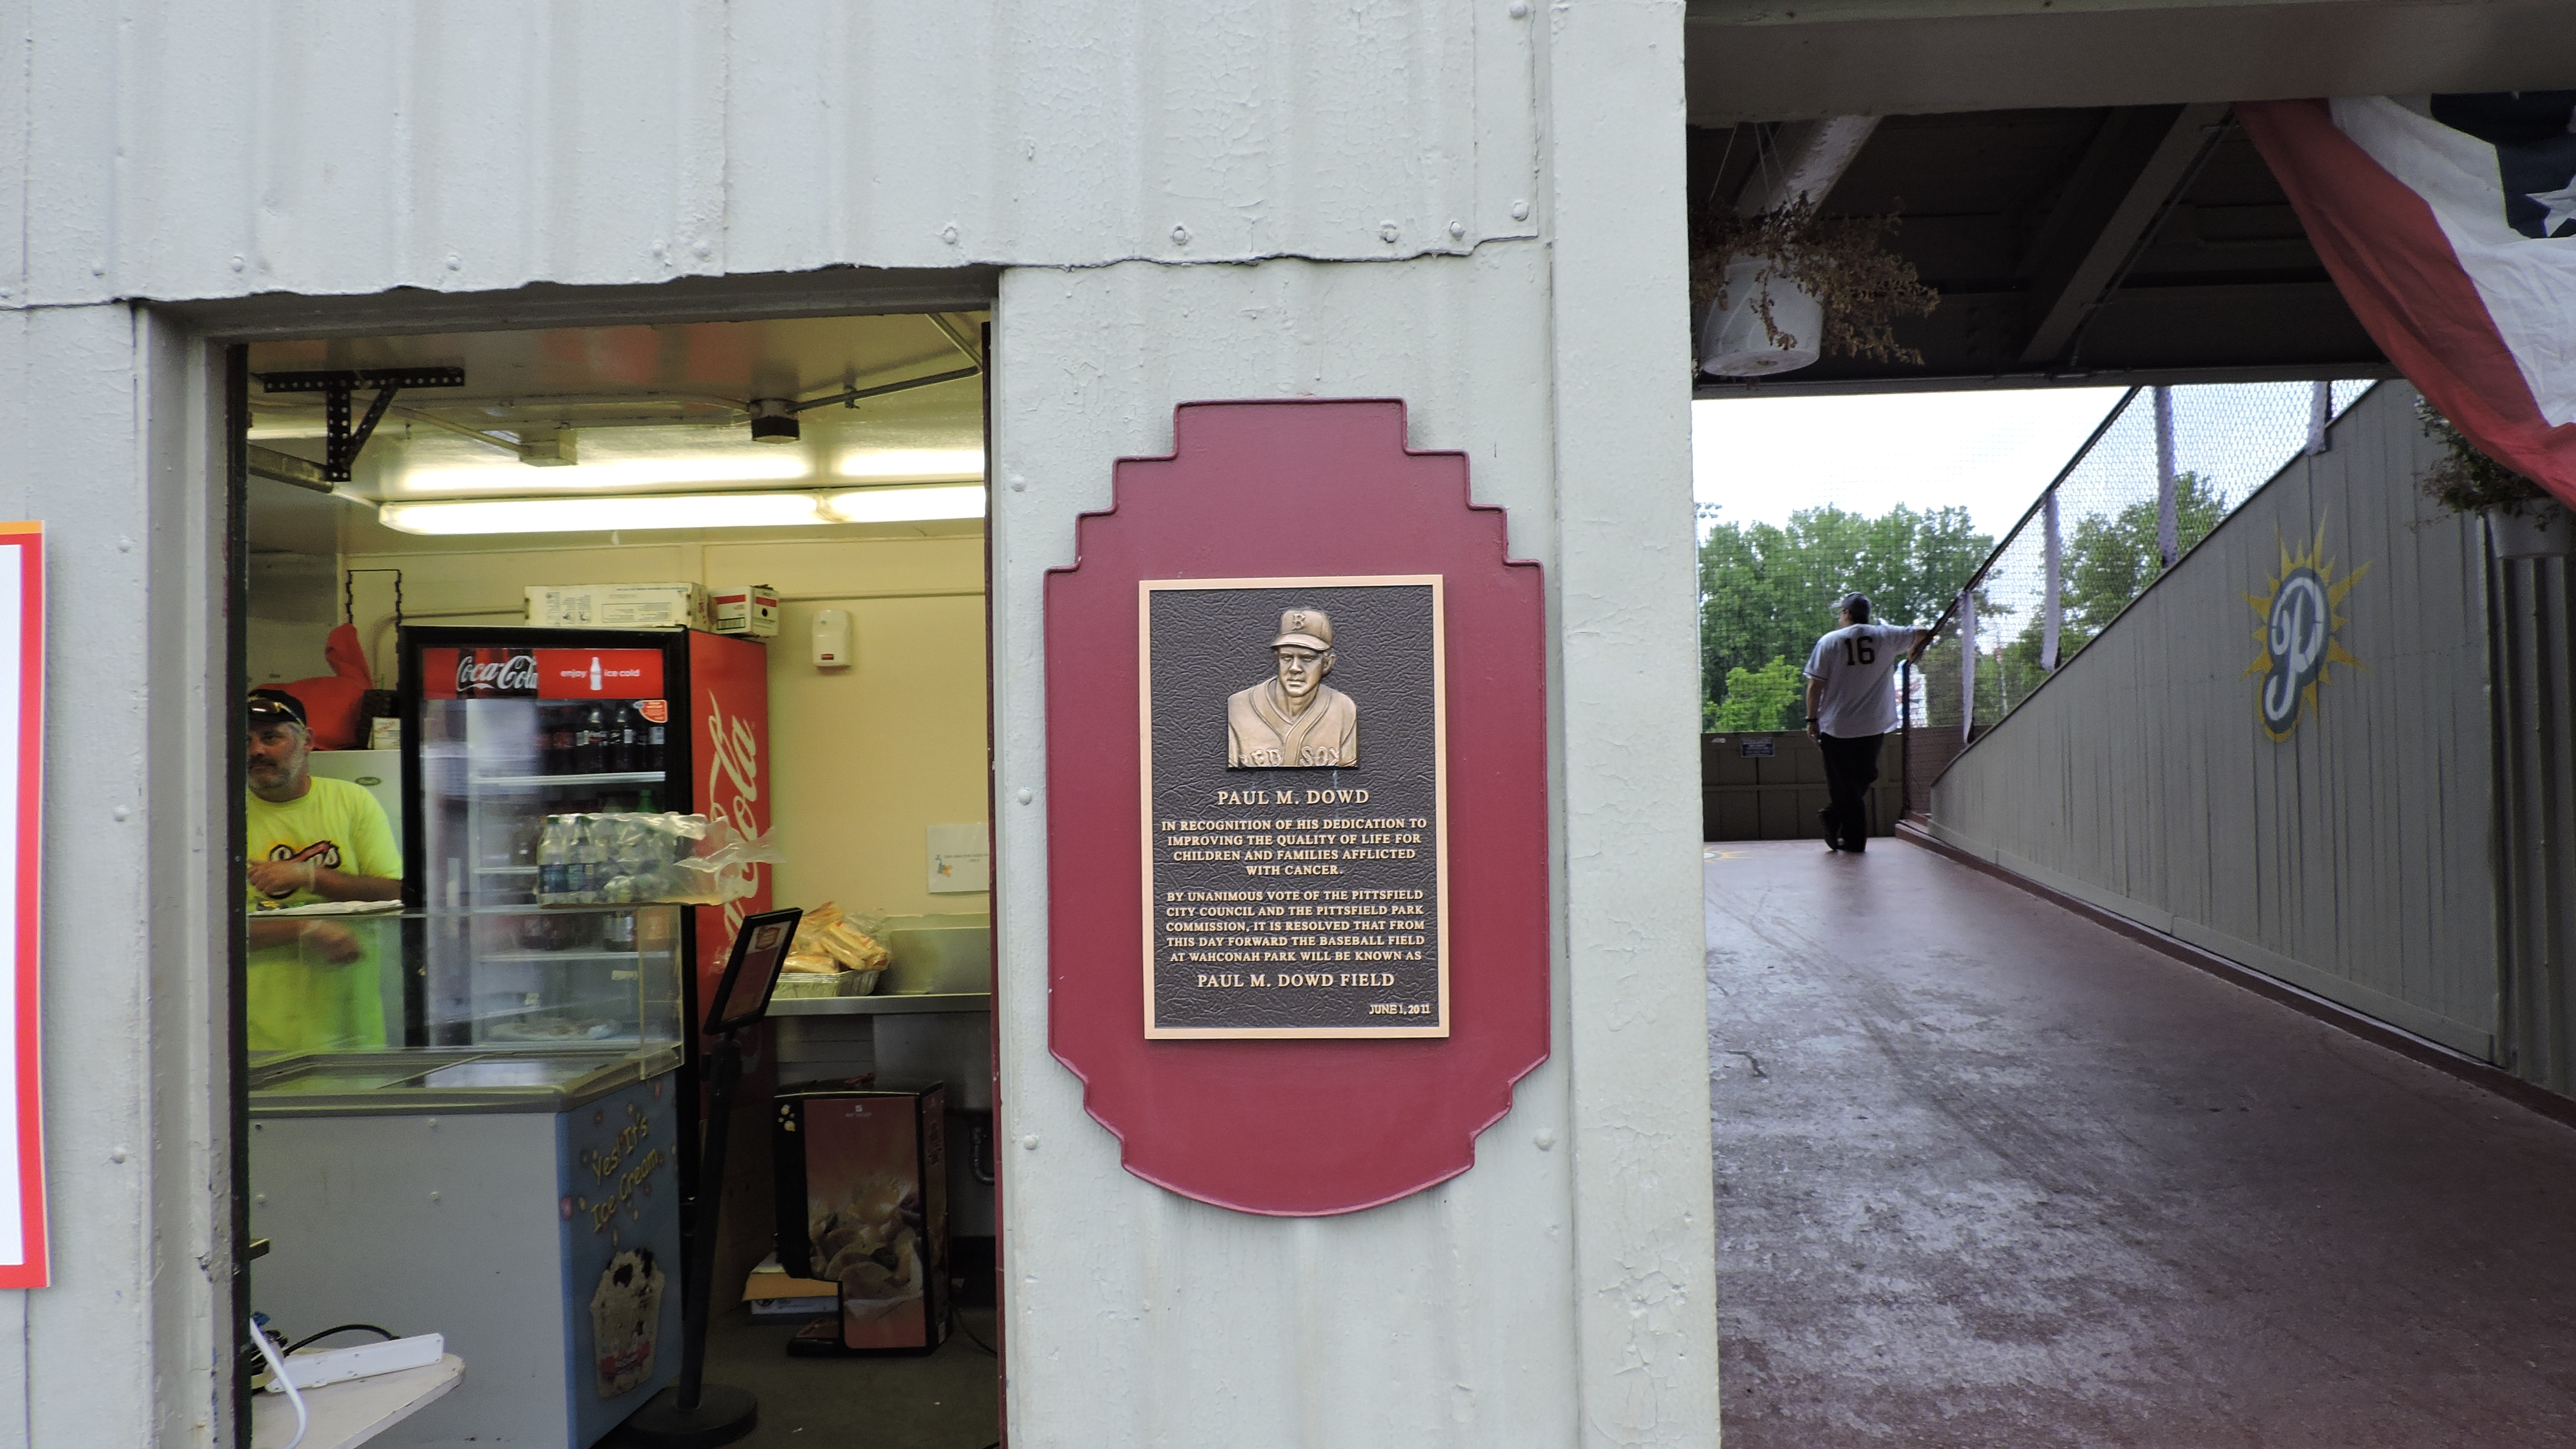 Coca-Cola
enjoy ice cold
Coca-Cola
Suns
Yes! It's
Ice Cream
B
RED SOX
PAUL M. DOWD
IN RECOGNITION OF HIS DEDICATION TO
IMPROVING THE QUALITY OF LIFE FOR
CHILDREN AND FAMILIES AFFLICTED
WITH CANCER.
BY UNANIMOUS VOTE OF THE PITTSFIELD
CITY COUNCIL AND THE PITTSFIELD PARK
COMMISSION, IT IS RESOLVED THAT FROM
THIS DAY FORWARD THE BASEBALL FIELD
AT WAHCONAH PARK WILL BE KNOWN AS
PAUL M. DOWD FIELD
JUNE 1, 2011
16
P